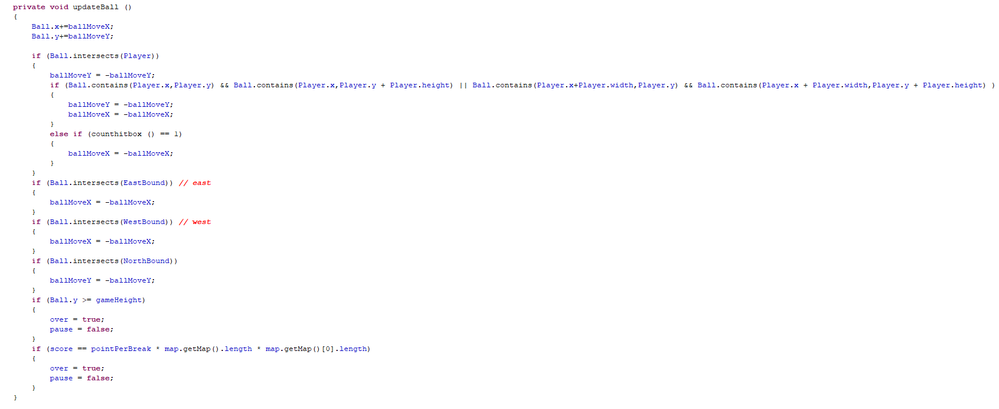 private void updateBall ()
{
    Ball.x+=ballMoveX;
    Ball.y+=ballMoveY;

    if (Ball.intersects(Player))
    {
        ballMoveY = -ballMoveY;
        if (Ball.contains(Player.x,Player.y) && Ball.contains(Player.x,Player.y + Player.height) || Ball.contains(Player.x+Player.width,Player.y) && Ball.contains(Player.x + Player.width,Player.y + Player.height) )
        {
            ballMoveY = -ballMoveY;
            ballMoveX = -ballMoveX;
        }
        else if (counthitbox () == 1)
        {
            ballMoveX = -ballMoveX;
        }
    }
    if (Ball.intersects(EastBound)) // east
    {
        ballMoveX = -ballMoveX;
    }
    if (Ball.intersects(WestBound)) // west
    {
        ballMoveX = -ballMoveX;
    }
    if (Ball.intersects(NorthBound))
    {
        ballMoveY = -ballMoveY;
    }
    if (Ball.y >= gameHeight)
    {
        over = true;
        pause = false;
    }
    if (score == pointPerBreak * map.getMap().length * map.getMap()[0].length)
    {
        over = true;
        pause = false;
    }
}